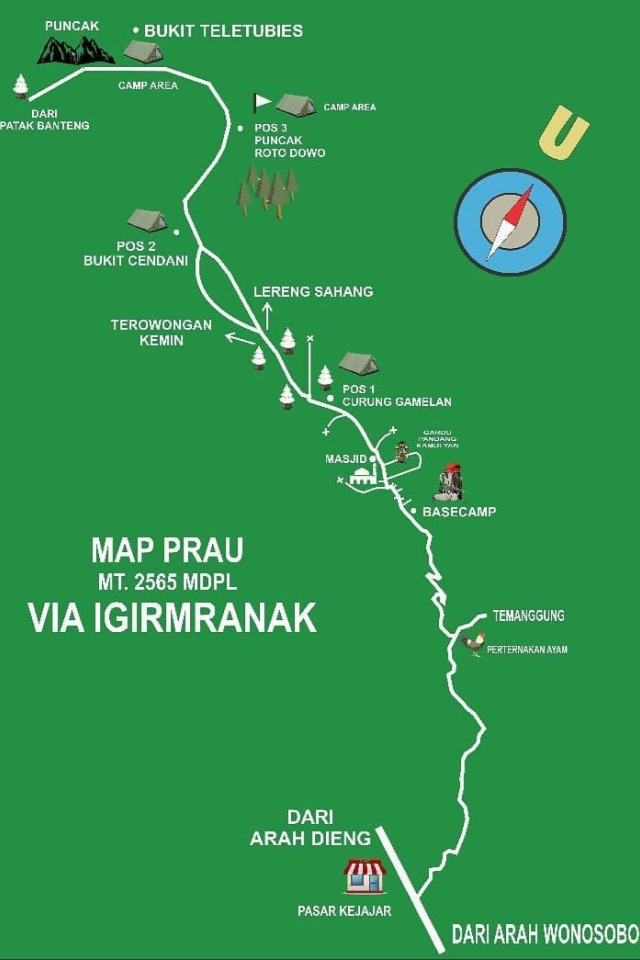 PUNCAK
BUKIT TELETUBIES
CAMP AREA
DARI
PATAK BANTENG
CAMP AREA
POS 3
PUNCAK
ROTO DOWO
U
POS 2
BUKIT CENDANI
LERENG SAHANG
TEROWONGAN
KEMIN
POS 1
CURUNG GAMELAN
GARDU
PANDANG
KAMULYAN
MASJID
BASECAMP
MAP PRAU
MT. 2565 MDPL
VIA IGIRMRANAK
TEMANGGUNG
PERTERNAKAN AYAM
DARI
ARAH DIENG
PASAR KEJAJAR
DARI ARAH WONOSOBO